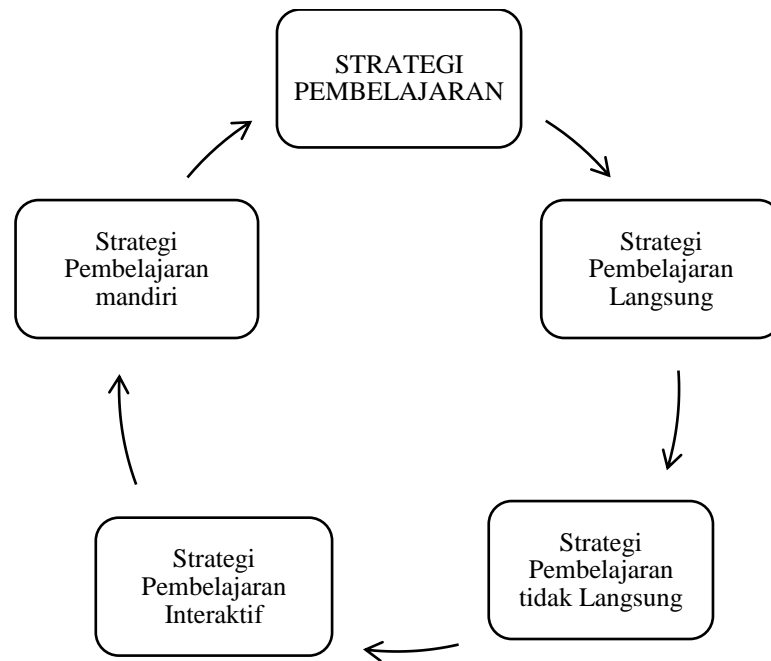 STRATEGI
PEMBELAJARAN
Strategi
Pembelajaran
Langsung
Strategi
Pembelajaran
tidak Langsung
Strategi
Pembelajaran
Interaktif
Strategi
Pembelajaran
mandiri